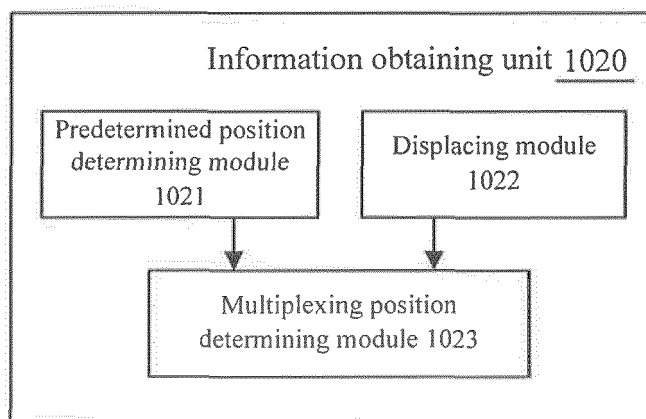 Information obtaining unit 1020
Predetermined position
determining module
1021
Displacing module
1022
Multiplexing position
determining module 1023